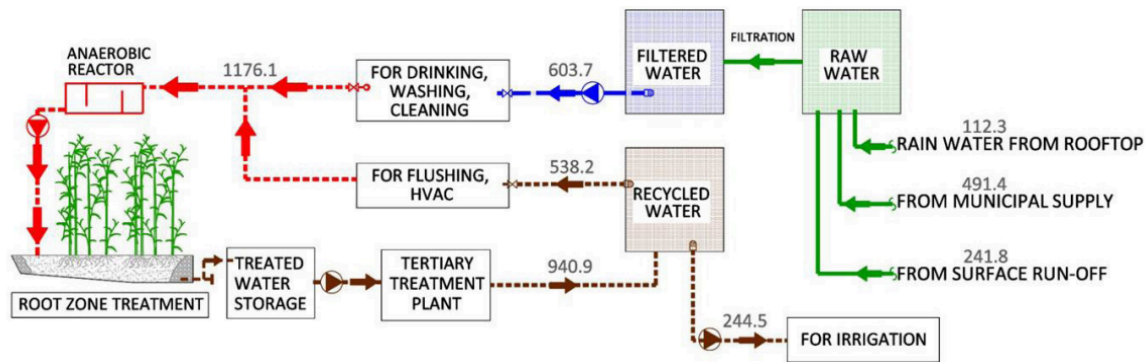 ANAEROBIC
REACTOR
1176.1
FOR DRINKING,
WASHING,
CLEANING
603.7
FILTERED
WATER
FILTRATION
RAW
WATER
112.3
RAIN WATER FROM ROOFTOP
491.4
FROM MUNICIPAL SUPPLY
241.8
FROM SURFACE RUN-OFF
FOR FLUSHING,
HVAC
538.2
RECYCLED
WATER
ROOT ZONE TREATMENT
TREATED
WATER
STORAGE
TERTIARY
TREATMENT
PLANT
940.9
244.5
FOR IRRIGATION